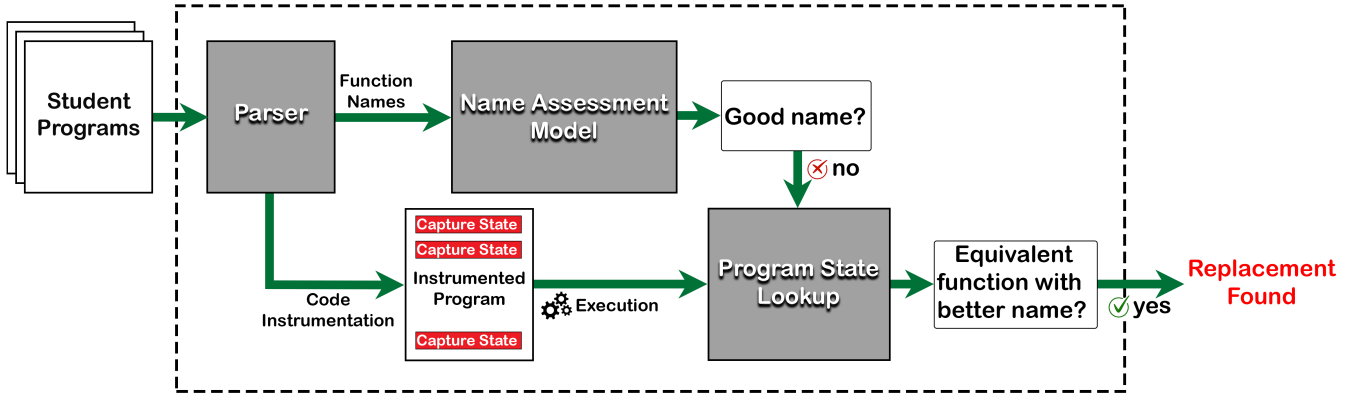 Student
Programs
Parser
Function
Names
Name Assessment
Model
Good name?
no
Code
Instrumentation
Capture State
Capture State
Instrumented
Program
Capture State
Execution
Program State
Lookup
Equivalent
function with
better name?
yes
Replacement
Found